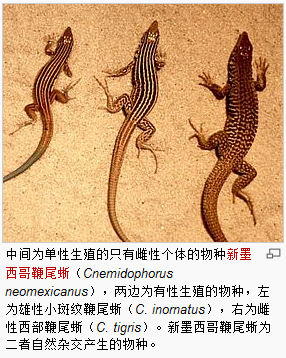 中间为单性生殖的只有雌性个体的物种新墨
西哥鞭尾蜥（Cnemidophorus
neomexicanus），两边为有性生殖的物种，左
为雄性小斑纹鞭尾蜥（C. inornatus），右为雌
性西部鞭尾蜥（C. tigris）。新墨西哥鞭尾蜥为
二者自然杂交产生的物种。